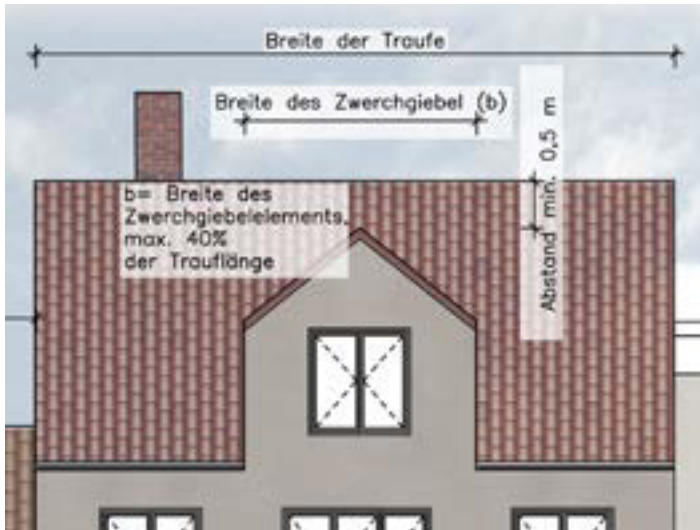 Breite der Traufe
Breite des Zwerchgiebel (b)
Abstand min. 0,5 m
b= Breite des
Zwerchgiebelelements,
max. 40%
der Trauflänge